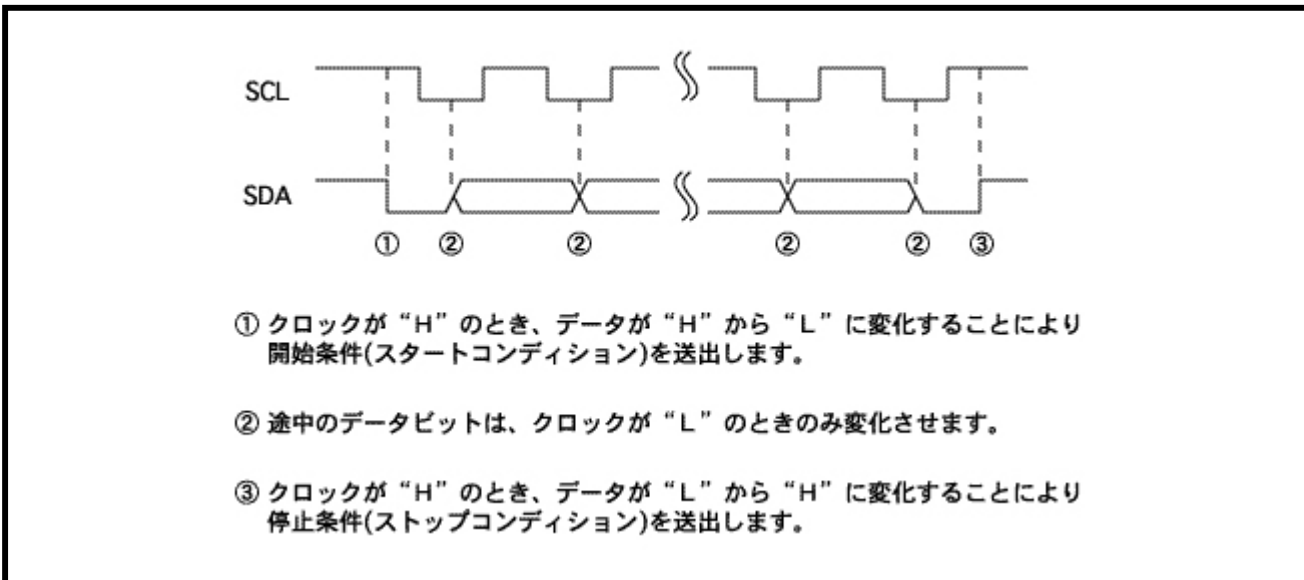 SCL
SDA
① ② ② ② ② ③
① クロックが“H”のとき、データが“H”から“L”に変化することにより
開始条件(スタートコンディション)を送出します。
② 途中のデータビットは、クロックが“L”のときのみ変化させます。
③ クロックが“H”のとき、データが“L”から“H”に変化することにより
停止条件(ストップコンディション)を送出します。